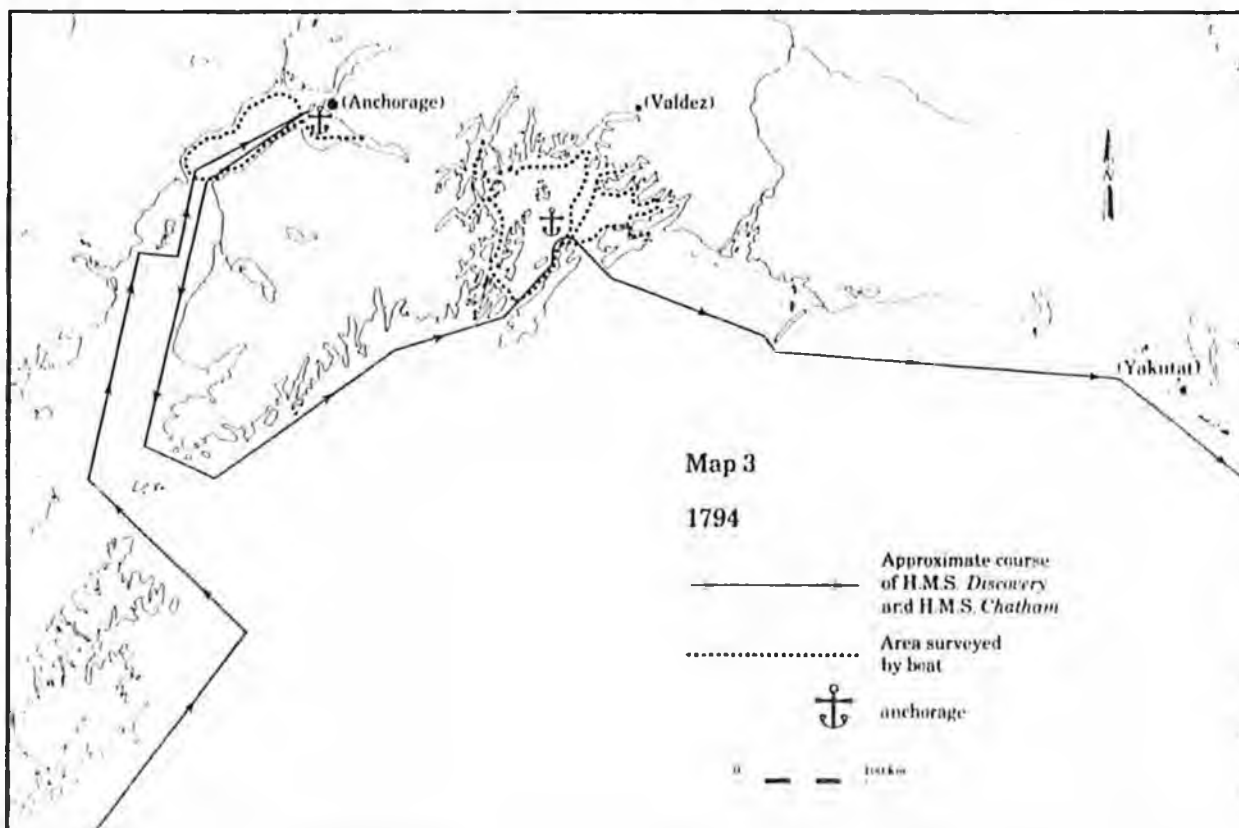 (Anchorage)
(Valdez)
N
(Yakutat)
Map 3
1794
Approximate course
of H.M.S. Discovery
and H.M.S. Chatham
Area surveyed
by boat
anchorage